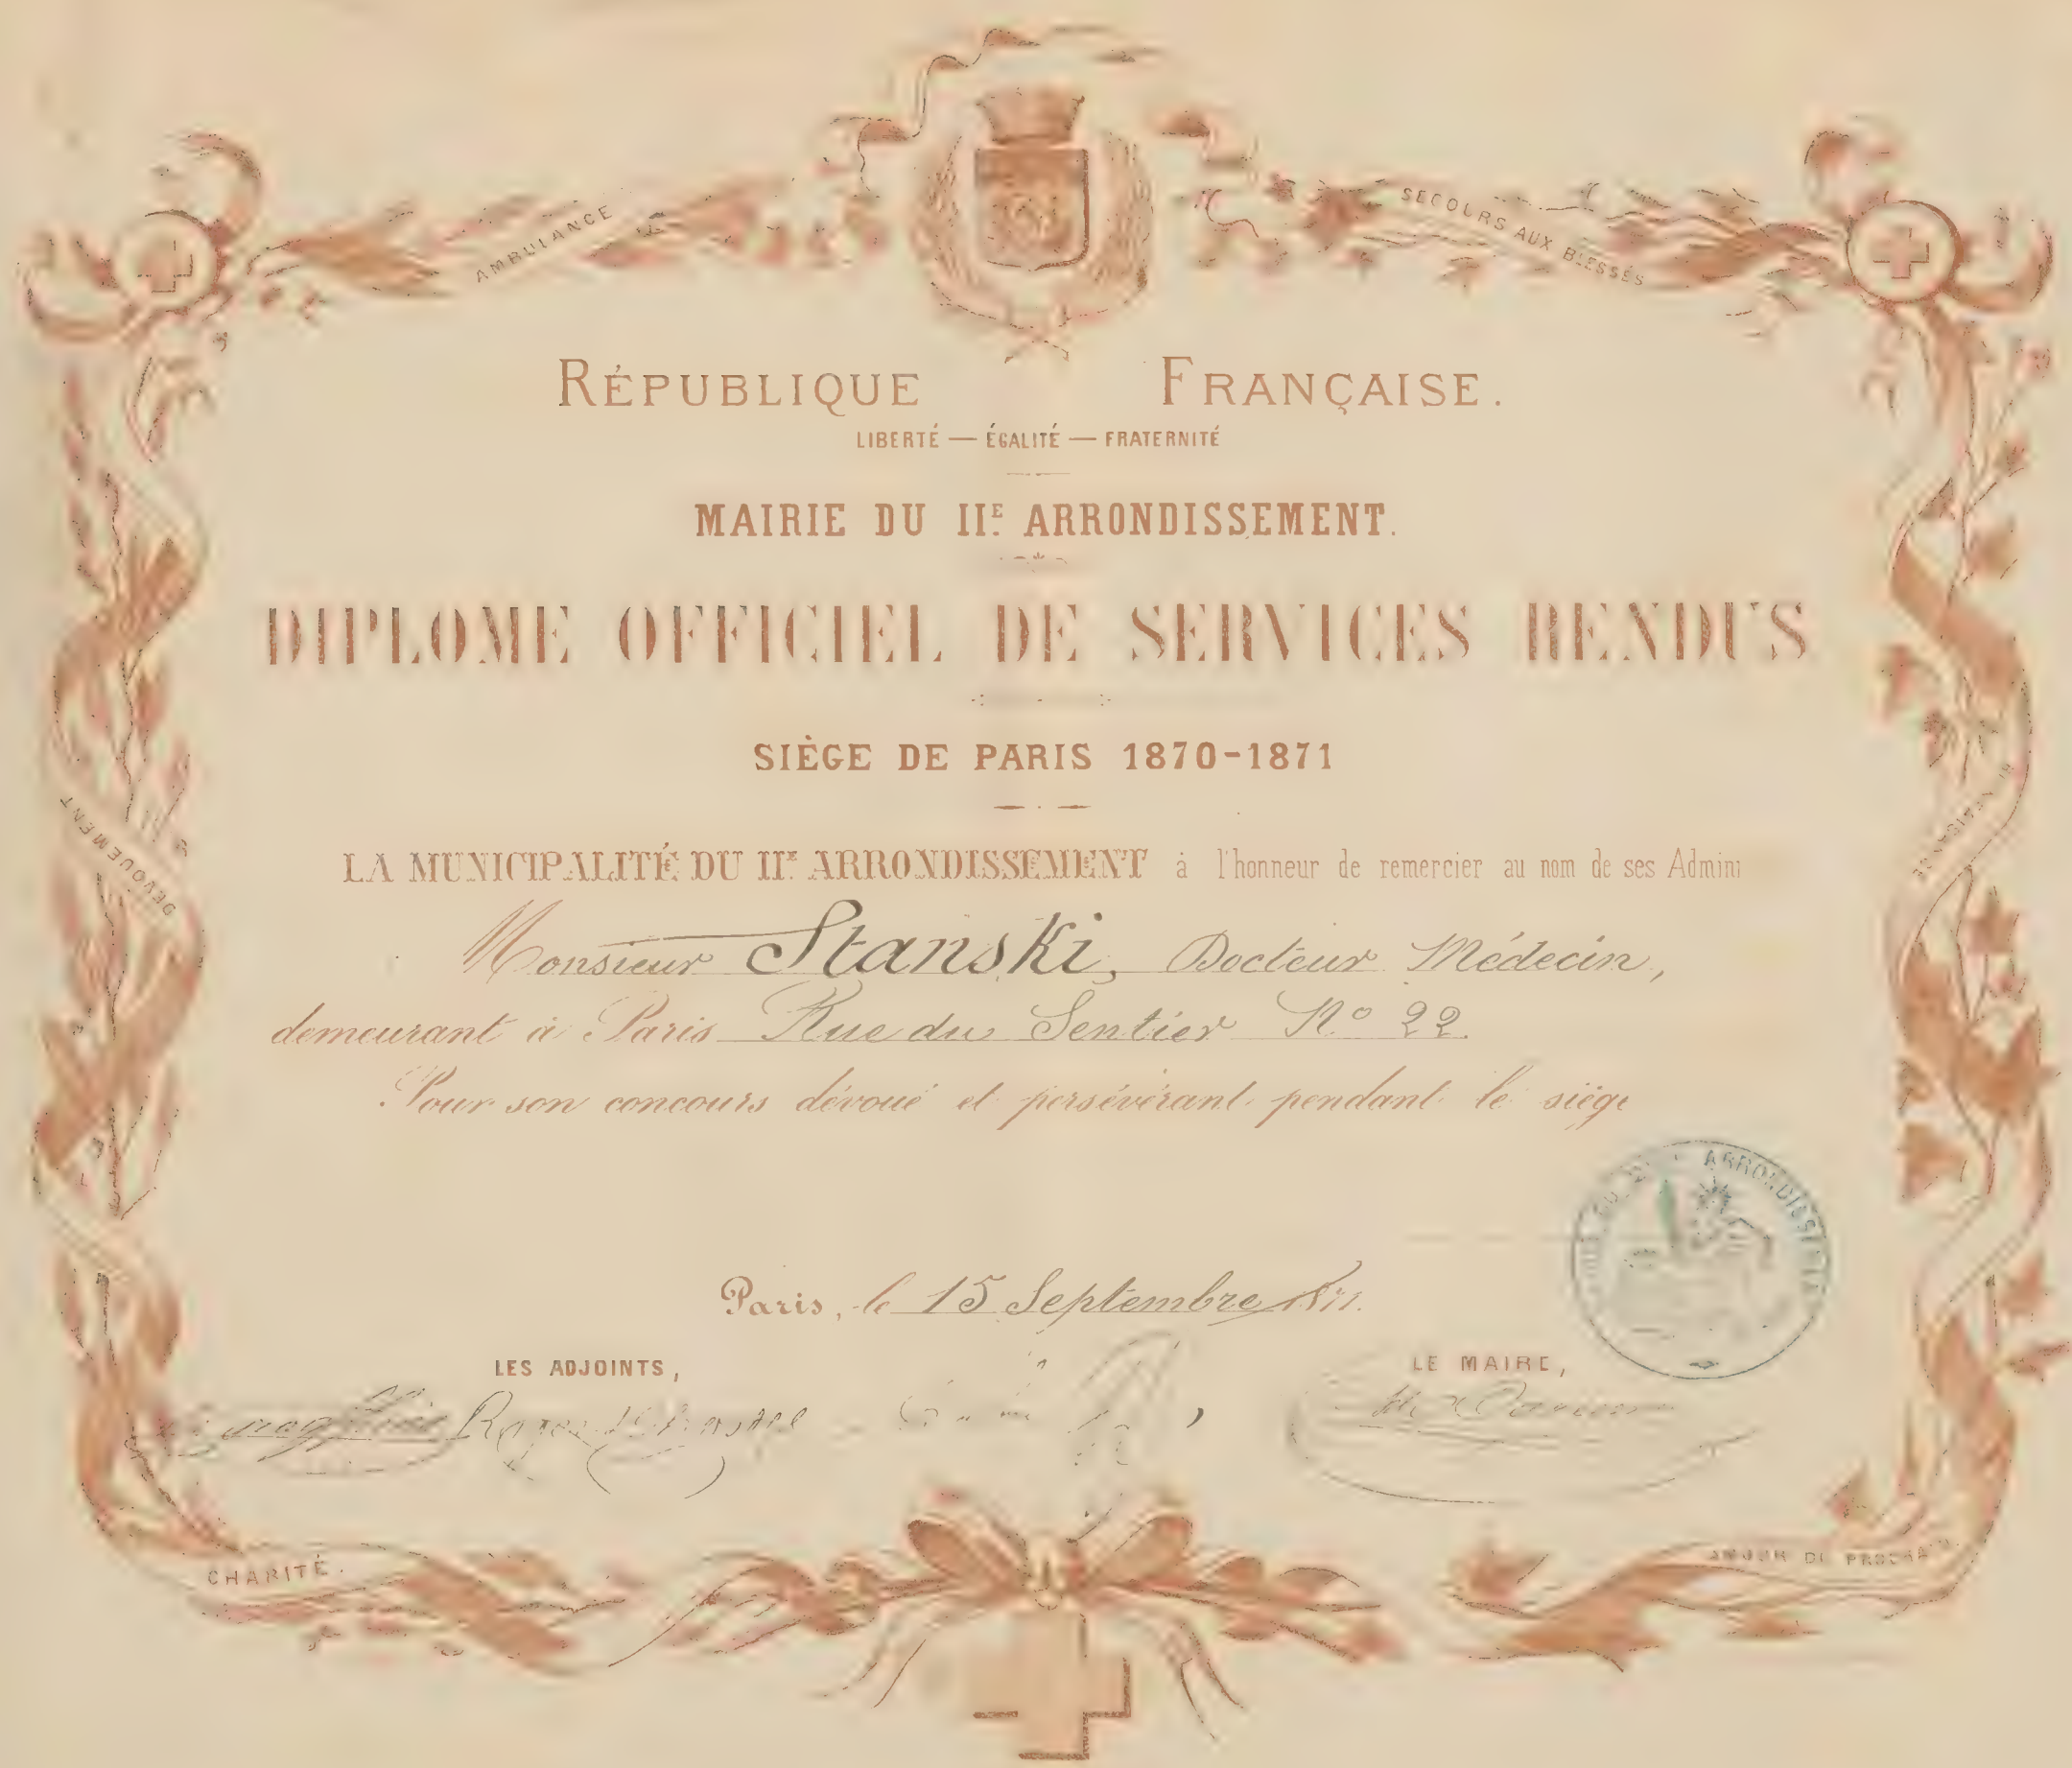 AMBULANCE
SECOURS AUX BLESSÉS
RÉPUBLIQUE FRANÇAISE.
LIBERTÉ — ÉGALITÉ — FRATERNITÉ
MAIRIE DU IIE ARRONDISSEMENT.
DIPLOME OFFICIEL DE SERVICES RENDUS
SIÈGE DE PARIS 1870-1871
DÉVOUEMENT
LA MUNICIPALITÉ DU IIE ARRONDISSEMENT à l'honneur de remercier au nom de ses Admini
Monsieur Stanski, Docteur Médecin,
demeurant à Paris Rue du Sentier No 22.
Pour son concours dévoué et persévérant pendant le siège
ARRONDISSEMENT
Paris, le 15 Septembre 1871.
LES ADJOINTS,
LE MAIRE,
CHARITÉ.
AMOUR DU PROCHAIN.